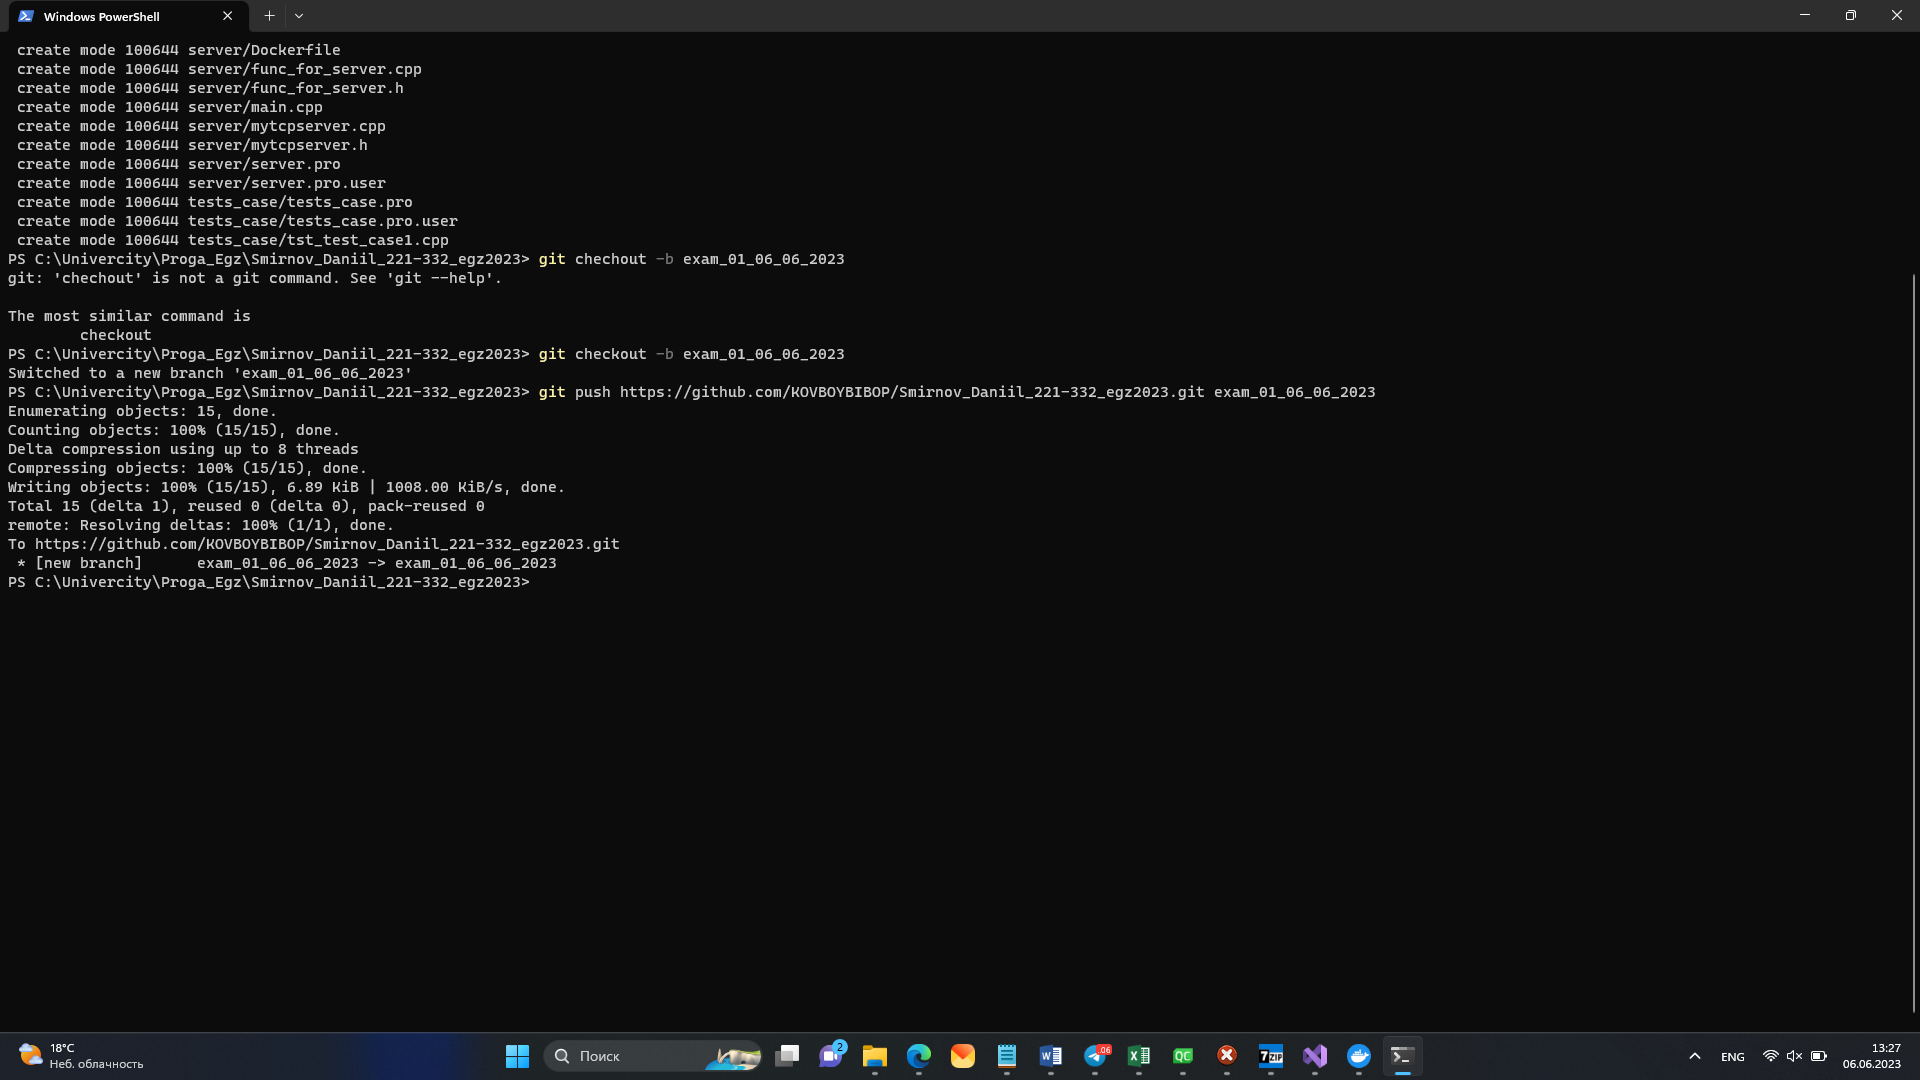 Windows PowerShell
 create mode 100644 server/Dockerfile
 create mode 100644 server/func_for_server.cpp
 create mode 100644 server/func_for_server.h
 create mode 100644 server/main.cpp
 create mode 100644 server/mytcpserver.cpp
 create mode 100644 server/mytcpserver.h
 create mode 100644 server/server.pro
 create mode 100644 server/server.pro.user
 create mode 100644 tests_case/tests_case.pro
 create mode 100644 tests_case/tests_case.pro.user
 create mode 100644 tests_case/tst_test_case1.cpp
PS C:\Univercity\Proga_Egz\Smirnov_Daniil_221-332_egz2023> git chechout -b exam_01_06_06_2023
git: 'chechout' is not a git command. See 'git --help'.
The most similar command is
        checkout
PS C:\Univercity\Proga_Egz\Smirnov_Daniil_221-332_egz2023> git checkout -b exam_01_06_06_2023
Switched to a new branch 'exam_01_06_06_2023'
PS C:\Univercity\Proga_Egz\Smirnov_Daniil_221-332_egz2023> git push https://github.com/KOVBOYBIBOP/Smirnov_Daniil_221-332_egz2023.git exam_01_06_06_2023
Enumerating objects: 15, done.
Counting objects: 100% (15/15), done.
Delta compression using up to 8 threads
Compressing objects: 100% (15/15), done.
Writing objects: 100% (15/15), 6.89 KiB | 1008.00 KiB/s, done.
Total 15 (delta 1), reused 0 (delta 0), pack-reused 0
remote: Resolving deltas: 100% (1/1), done.
To https://github.com/KOVBOYBIBOP/Smirnov_Daniil_221-332_egz2023.git
 * [new branch]      exam_01_06_06_2023 -> exam_01_06_06_2023
PS C:\Univercity\Proga_Egz\Smirnov_Daniil_221-332_egz2023>
18°C
Неб. облачность
Поиск
2
W
.06
X
QC
7ZIP
ENG
13:27
06.06.2023